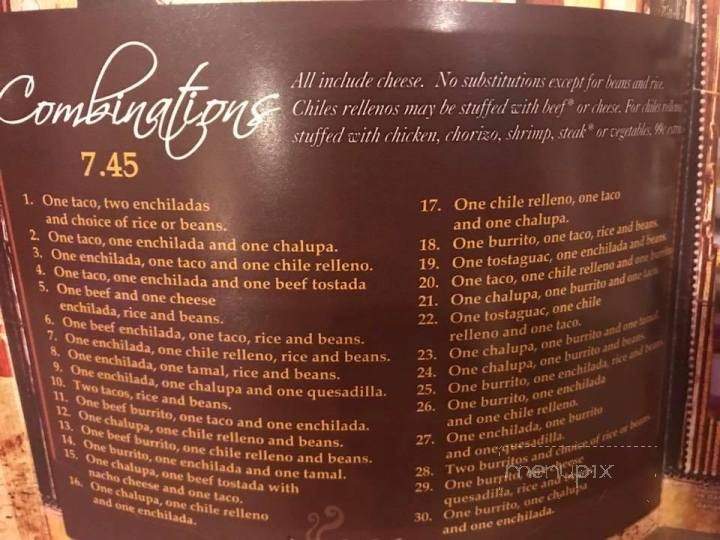 Combinations
7.45
All include cheese. No substitutions except for beans and rice.
Chiles rellenos may be stuffed with beef* or cheese. For chiles rellenos
stuffed with chicken, chorizo, shrimp, steak* or vegetables, 99¢ extra.
1. One taco, two enchiladas
and choice of rice or beans.
2. One taco, one enchilada and one chalupa.
3. One enchilada, one taco and one chile relleno.
4. One taco, one enchilada and one beef tostada
5. One beef and one cheese
enchilada, rice and beans.
6. One beef enchilada, one taco, rice and beans.
7. One enchilada, one chile relleno, rice and beans.
8. One enchilada, one tamal, rice and beans.
9. One enchilada, one chalupa and one quesadilla.
10. Two tacos, rice and beans.
11. One beef burrito, one taco and one enchilada.
12. One chalupa, one chile relleno and beans.
13. One beef burrito, one chile relleno and beans.
14. One burrito, one enchilada and one tamal.
15. One chalupa, one beef tostada with
nacho cheese and one taco.
16. One chalupa, one chile relleno
and one enchilada.
17. One chile relleno, one taco
and one chalupa.
18. One burrito, one taco, rice and beans.
19. One tostaguac, one enchilada and beans.
20. One taco, one chile relleno and one burrito
21. One chalupa, one burrito and one taco.
22. One tostaguac, one chile
relleno and one taco.
23. One chalupa, one burrito and one tamal.
24. One chalupa, one burrito and beans.
25. One burrito, one enchilada, rice and beans.
26. One burrito, one enchilada
and one chile relleno.
27. One enchilada, one burrito
and one quesadilla.
28. Two burritos and choice of rice or beans.
29. One burrito, one cheese
quesadilla, rice and beans.
30. One burrito, one chalupa
and one enchilada.
menupix